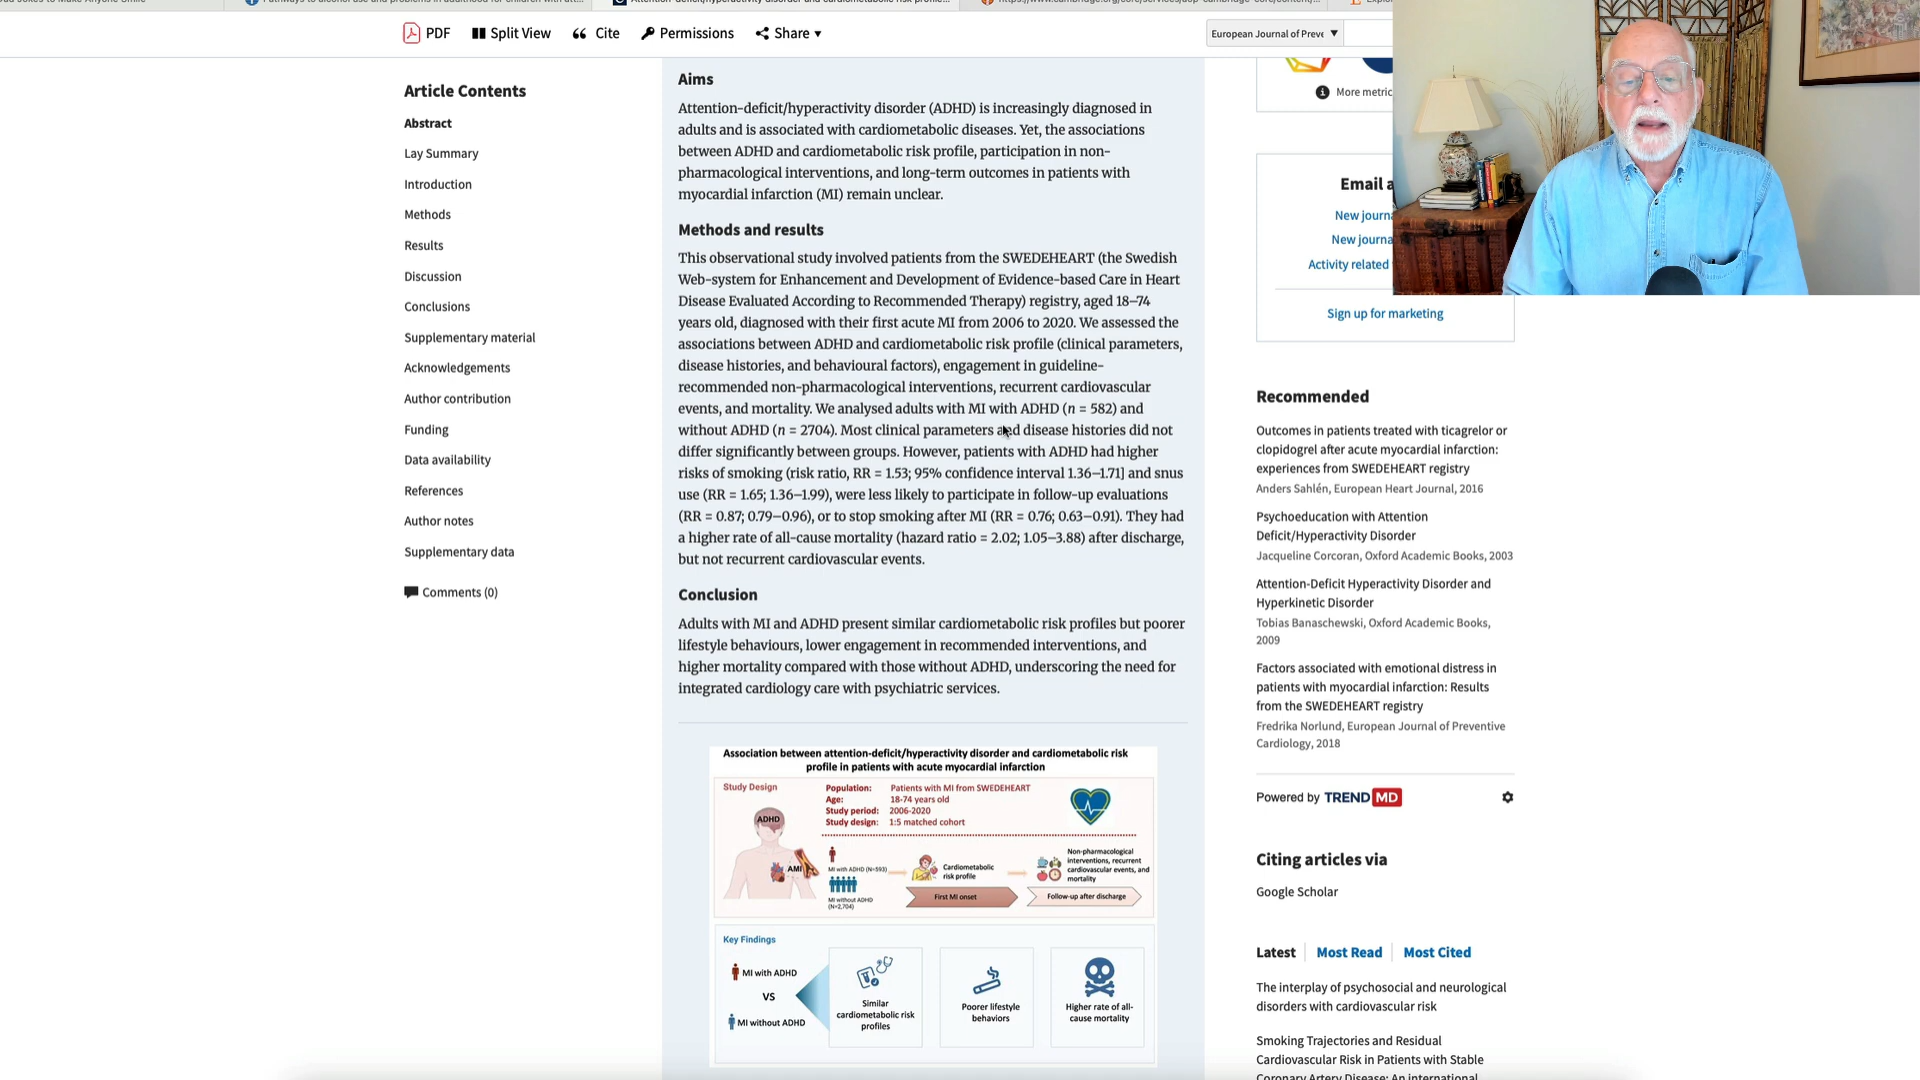 Pathways to alcohol use and problems in adulthood for children with att...
Attention-deficit/hyperactivity disorder and cardiometabolic risk profile...
PDF
Split View
Cite
Permissions
Share
European Journal of Preve
Article Contents
Abstract
Lay Summary
Introduction
Methods
Results
Discussion
Conclusions
Supplementary material
Acknowledgements
Author contribution
Funding
Data availability
References
Author notes
Supplementary data
Comments (0)
Aims
Attention-deficit/hyperactivity disorder (ADHD) is increasingly diagnosed in
adults and is associated with cardiometabolic diseases. Yet, the associations
between ADHD and cardiometabolic risk profile, participation in non-
pharmacological interventions, and long-term outcomes in patients with
myocardial infarction (MI) remain unclear.
Methods and results
This observational study involved patients from the SWEDEHEART (the Swedish
Web-system for Enhancement and Development of Evidence-based Care in Heart
Disease Evaluated According to Recommended Therapy) registry, aged 18–74
years old, diagnosed with their first acute MI from 2006 to 2020. We assessed the
associations between ADHD and cardiometabolic risk profile (clinical parameters,
disease histories, and behavioural factors), engagement in guideline-
recommended non-pharmacological interventions, recurrent cardiovascular
events, and mortality. We analysed adults with MI with ADHD (n = 582) and
without ADHD (n = 2704). Most clinical parameters and disease histories did not
differ significantly between groups. However, patients with ADHD had higher
risks of smoking (risk ratio, RR = 1.53; 95% confidence interval 1.36–1.71] and snus
use (RR = 1.65; 1.36–1.99), were less likely to participate in follow-up evaluations
(RR = 0.87; 0.79–0.96), or to stop smoking after MI (RR = 0.76; 0.63–0.91). They had
a higher rate of all-cause mortality (hazard ratio = 2.02; 1.05–3.88) after discharge,
but not recurrent cardiovascular events.
Conclusion
Adults with MI and ADHD present similar cardiometabolic risk profiles but poorer
lifestyle behaviours, lower engagement in recommended interventions, and
higher mortality compared with those without ADHD, underscoring the need for
integrated cardiology care with psychiatric services.
Association between attention-deficit/hyperactivity disorder and cardiometabolic risk
profile in patients with acute myocardial infarction
Study Design
Population: Patients with MI from SWEDEHEART
Age: 18-74 years old
Study period: 2006-2020
Study design: 1:5 matched cohort
ADHD
AMI
MI with ADHD (N=593)
MI without ADHD
(N=2,704)
Cardiometabolic
risk profile
Non-pharmacological
interventions, recurrent
cardiovascular events, and
mortality
First MI onset
Follow-up after discharge
Key Findings
MI with ADHD
VS
MI without ADHD
Similar
cardiometabolic risk
profiles
Poorer lifestyle
behaviors
Higher rate of all-
cause mortality
More metric
Email a
New journa
New journa
Activity related
Sign up for marketing
Recommended
Outcomes in patients treated with ticagrelor or
clopidogrel after acute myocardial infarction:
experiences from SWEDEHEART registry
Anders Sahlén, European Heart Journal, 2016
Psychoeducation with Attention
Deficit/Hyperactivity Disorder
Jacqueline Corcoran, Oxford Academic Books, 2003
Attention-Deficit Hyperactivity Disorder and
Hyperkinetic Disorder
Tobias Banaschewski, Oxford Academic Books,
2009
Factors associated with emotional distress in
patients with myocardial infarction: Results
from the SWEDEHEART registry
Fredrika Norlund, European Journal of Preventive
Cardiology, 2018
Powered by TREND MD
Citing articles via
Google Scholar
Latest
Most Read
Most Cited
The interplay of psychosocial and neurological
disorders with cardiovascular risk
Smoking Trajectories and Residual
Cardiovascular Risk in Patients with Stable
Coronary Artery Disease: An international